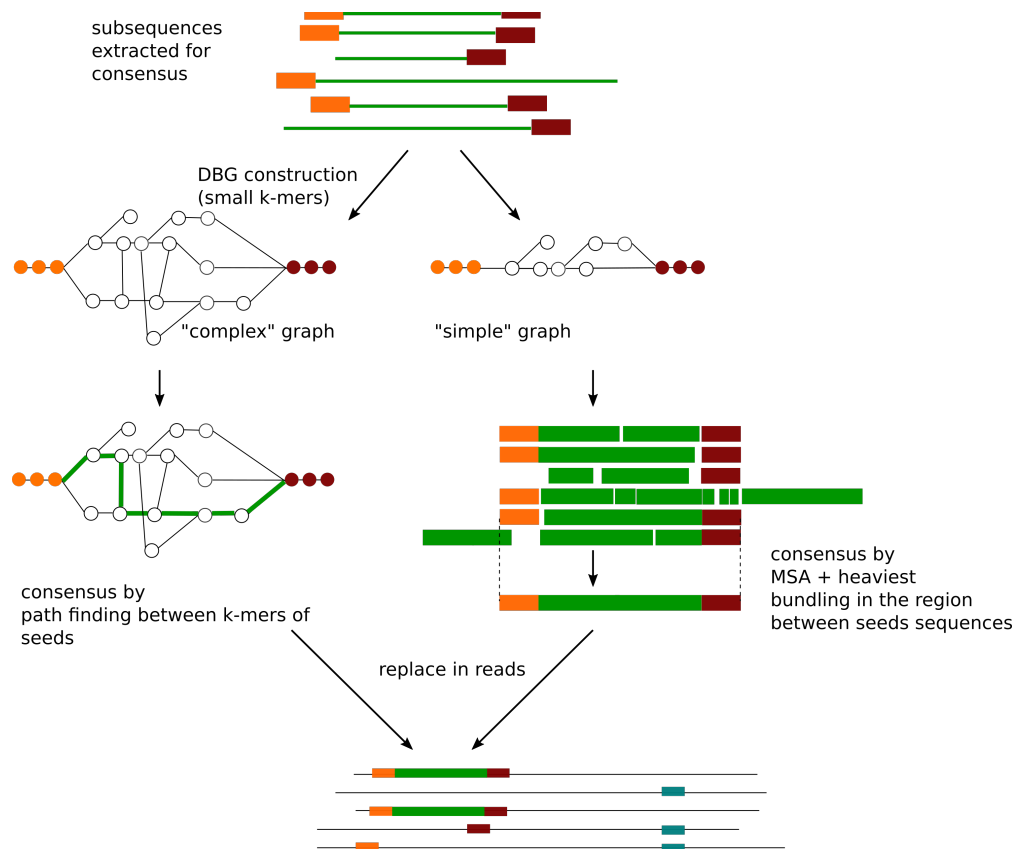 subsequences
extracted for
consensus
DBG construction
(small k-mers)
"complex" graph
"simple" graph
consensus by
path finding between k-mers of
seeds
consensus by
MSA + heaviest
bundling in the region
between seeds sequences
replace in reads